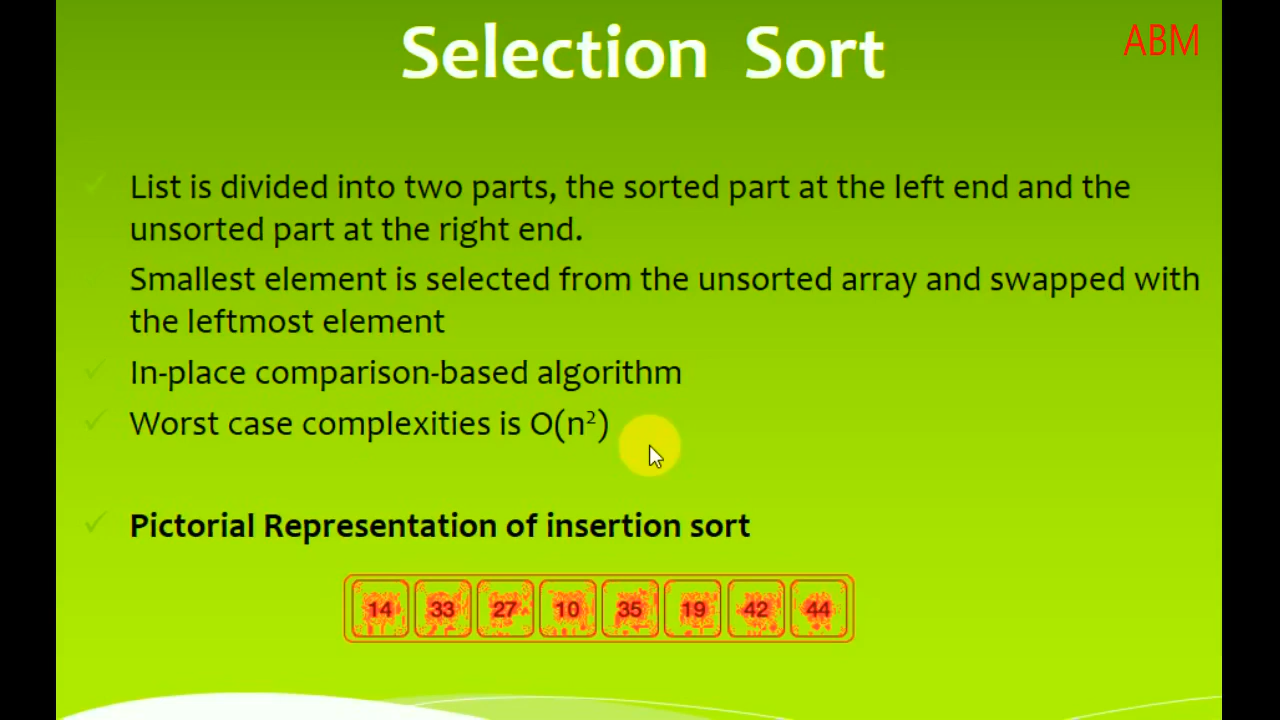 Selection Sort
ABM
List is divided into two parts, the sorted part at the left end and the
unsorted part at the right end.
Smallest element is selected from the unsorted array and swapped with
the leftmost element
In-place comparison-based algorithm
Worst case complexities is O(n²)
Pictorial Representation of insertion sort
14 33 27 10 35 19 42 44